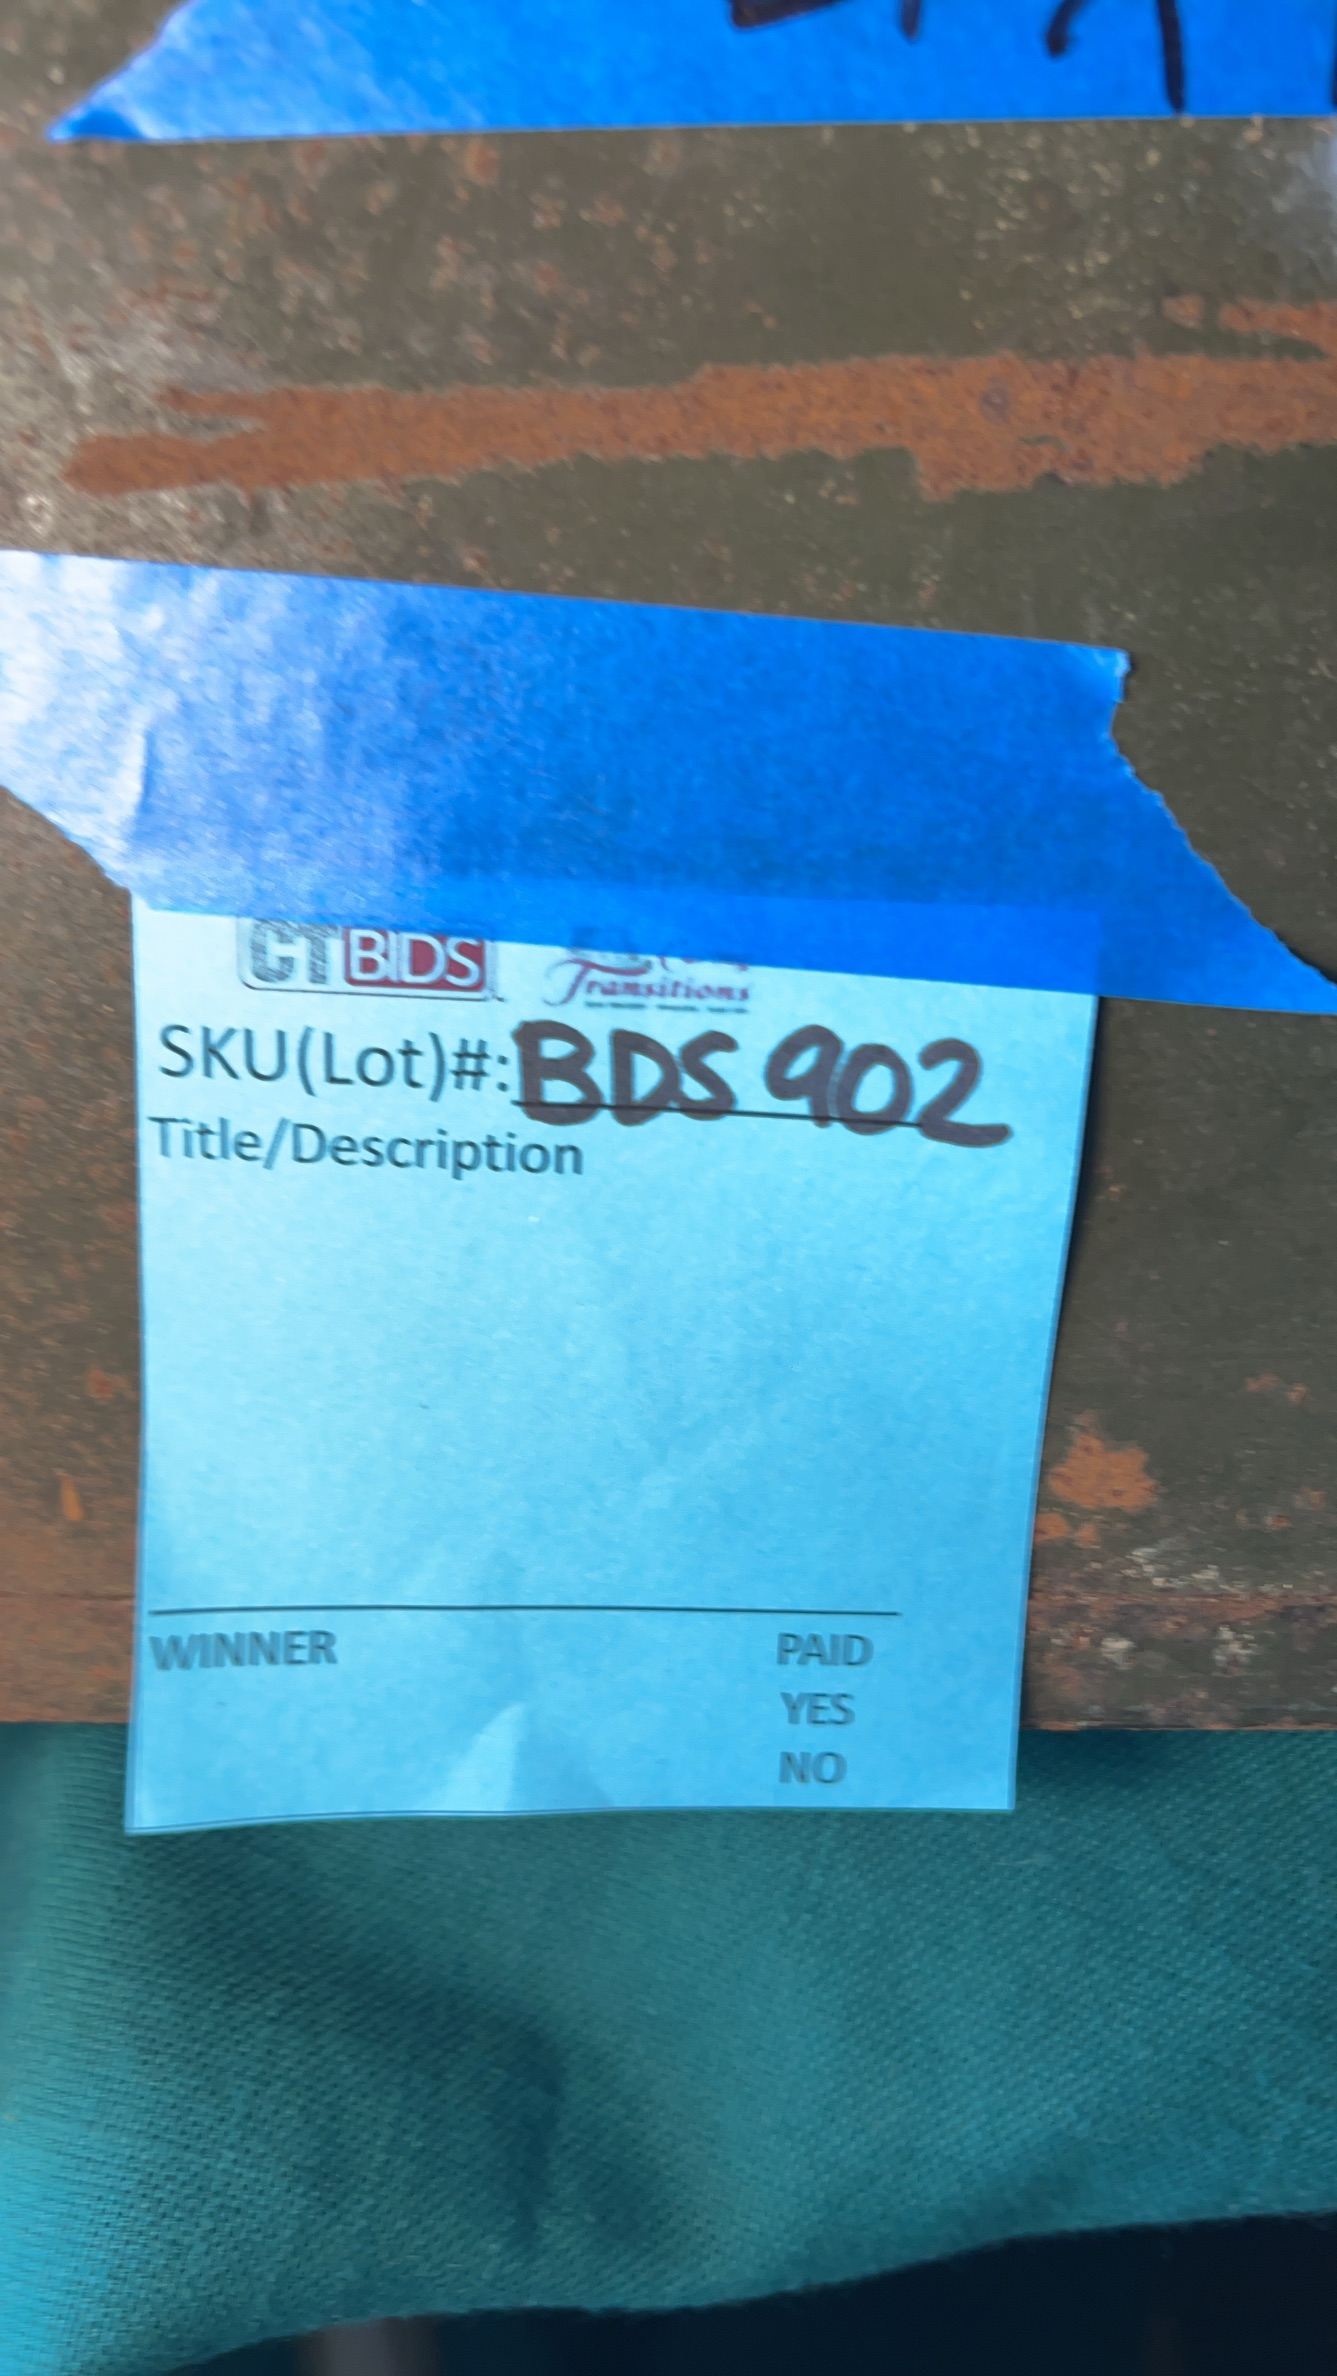 CTBIDS
Transitions
SKU(Lot)#: BDS 902
Title/Description
WINNER PAID
YES
NO